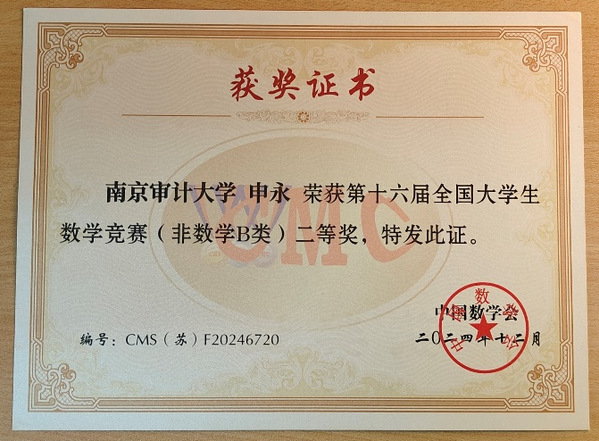 获奖证书
南京审计大学 申永 荣获第十六届全国大学生
数学竞赛（非数学B类）二等奖，特发此证。
CMC
中国数学会
二〇二四年十二月
编号：CMS（苏）F20246720